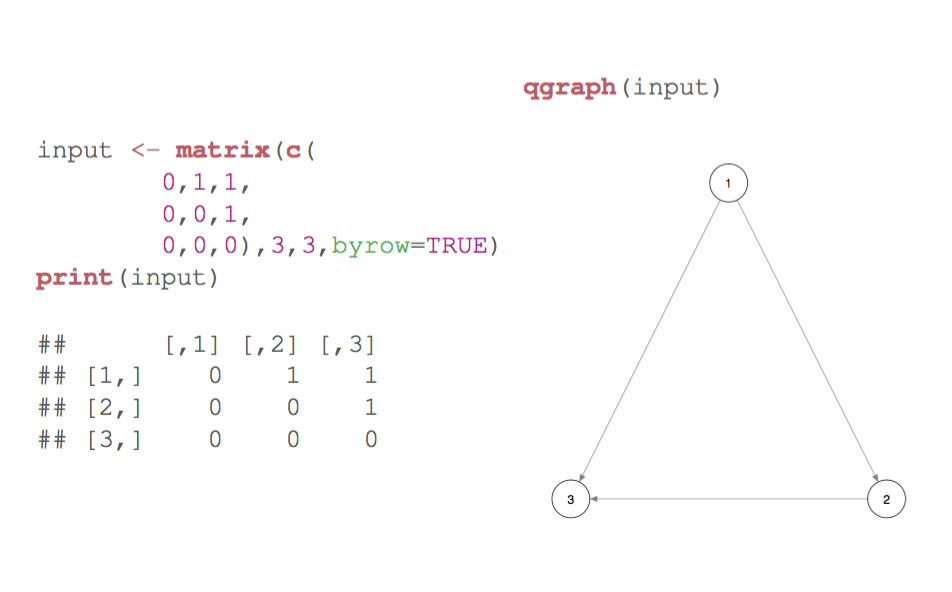 qgraph(input)
input <- matrix(c(
0,1,1,
0,0,1,
0,0,0),3,3,byrow=TRUE)
print(input)
## [,1] [,2] [,3]
## [1,] 0 1 1
## [2,] 0 0 1
## [3,] 0 0 0
1
3
2